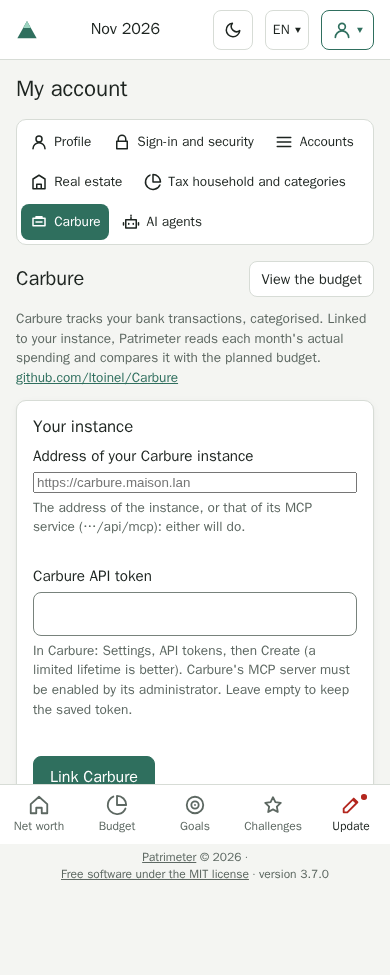 Nov 2026
EN ▾
▾
My account
Profile
Sign-in and security
Accounts
Real estate
Tax household and categories
Carbure
AI agents
Carbure
View the budget
Carbure tracks your bank transactions, categorised. Linked
to your instance, Patrimeter reads each month's actual
spending and compares it with the planned budget.
github.com/ltoinel/Carbure
Your instance
Address of your Carbure instance
https://carbure.maison.lan
The address of the instance, or that of its MCP
service (···/api/mcp): either will do.
Carbure API token
In Carbure: Settings, API tokens, then Create (a
limited lifetime is better). Carbure's MCP server must
be enabled by its administrator. Leave empty to keep
the saved token.
Link Carbure
Net worth
Budget
Goals
Challenges
Update
Patrimeter © 2026 ·
Free software under the MIT license · version 3.7.0